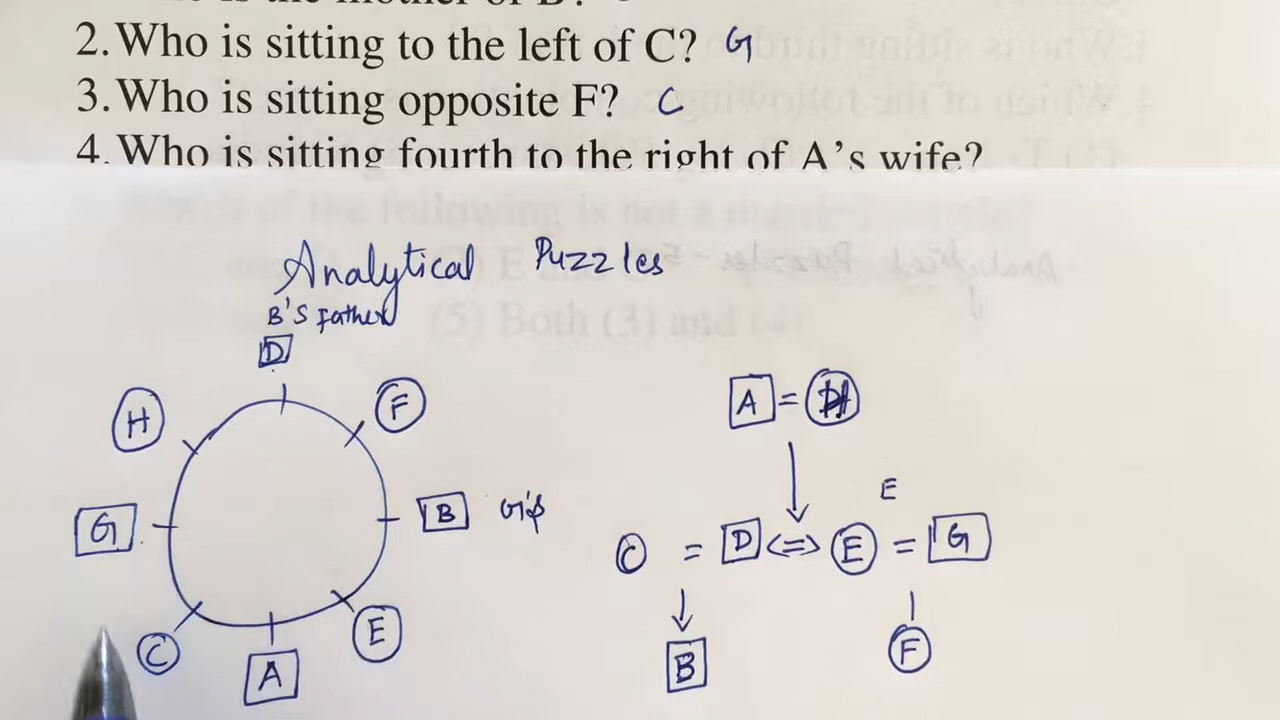 2. Who is sitting to the left of C? G
3. Who is sitting opposite F? C
4. Who is sitting fourth to the right of A's wife?
Analytical Puzzles
B'S father
D
H
F
G
B
C
A
E
A = H
E
C = D <=> E = G
B
F